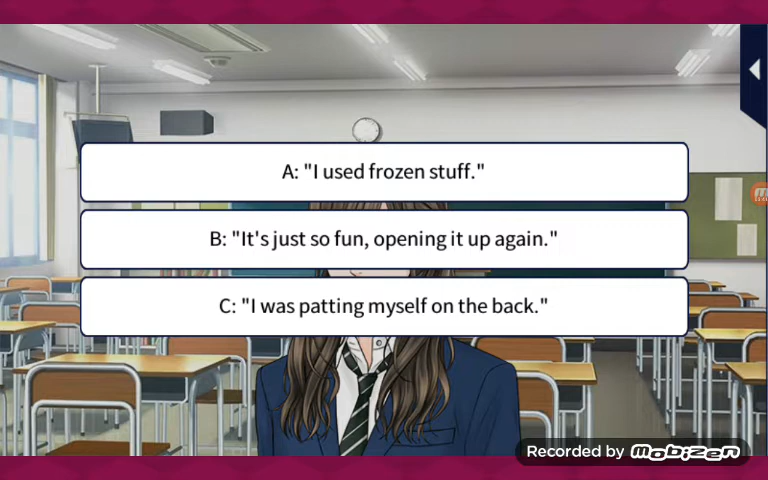 A: "I used frozen stuff."
B: "It's just so fun, opening it up again."
C: "I was patting myself on the back."
Recorded by Mobizen